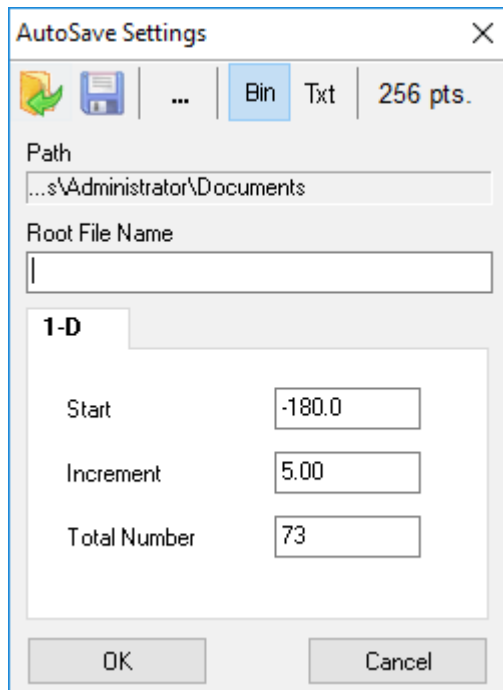 AutoSave Settings
... Bin Txt 256 pts.
Path
...s\Administrator\Documents
Root File Name
1-D
Start -180.0
Increment 5.00
Total Number 73
OK Cancel